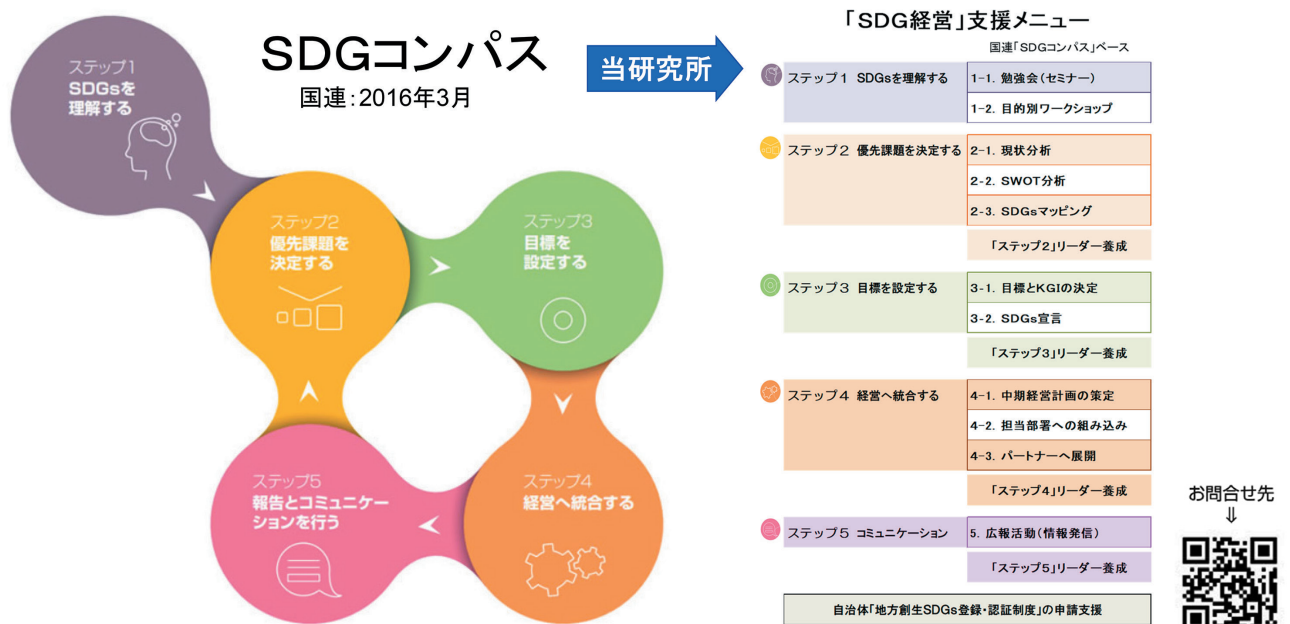 SDGコンパス
国連：2016年3月
ステップ1
SDGsを
理解する
ステップ2
優先課題を
決定する
ステップ3
目標を
設定する
ステップ4
経営へ統合する
ステップ5
報告とコミュニケー
ションを行う
当研究所
「SDG経営」支援メニュー
国連「SDGコンパス」ベース
ステップ1 SDGsを理解する
1-1. 勉強会（セミナー）
1-2. 目的別ワークショップ
ステップ2 優先課題を決定する
2-1. 現状分析
2-2. SWOT分析
2-3. SDGsマッピング
「ステップ2」リーダー養成
ステップ3 目標を設定する
3-1. 目標とKGIの決定
3-2. SDGs宣言
「ステップ3」リーダー養成
ステップ4 経営へ統合する
4-1. 中期経営計画の策定
4-2. 担当部署への組み込み
4-3. パートナーへ展開
「ステップ4」リーダー養成
ステップ5 コミュニケーション
5. 広報活動（情報発信）
「ステップ5」リーダー養成
自治体「地方創生SDGs登録・認証制度」の申請支援
お問合せ先
⇓